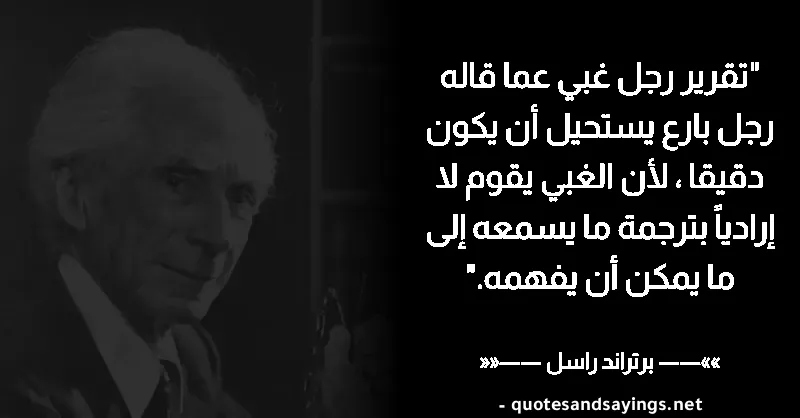 "تقرير رجل غبي عما قاله
رجل بارع يستحيل أن يكون
دقيقا ، لأن الغبي يقوم لا
إرادياً بترجمة ما يسمعه إلى
ما يمكن أن يفهمه."
««—— برتراند راسل ——»»
- quotesandsayings.net